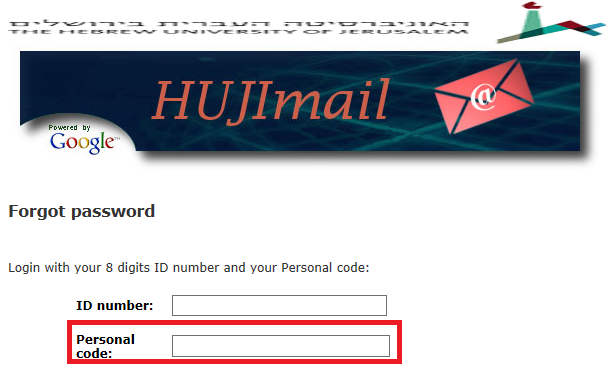 האוניברסיטה העברית בירושלים
THE HEBREW UNIVERSITY OF JERUSALEM
HUJImail
@
Powered by
Google™
Forgot password
Login with your 8 digits ID number and your Personal code:
ID number:
Personal
code: